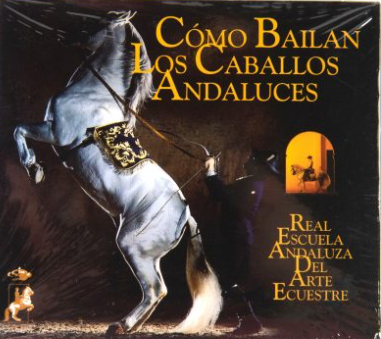 CÓMO BAILAN
LOS CABALLOS
ANDALUCES
REAL
ESCUELA
ANDALUZA
DEL
ARTE
ECUESTRE